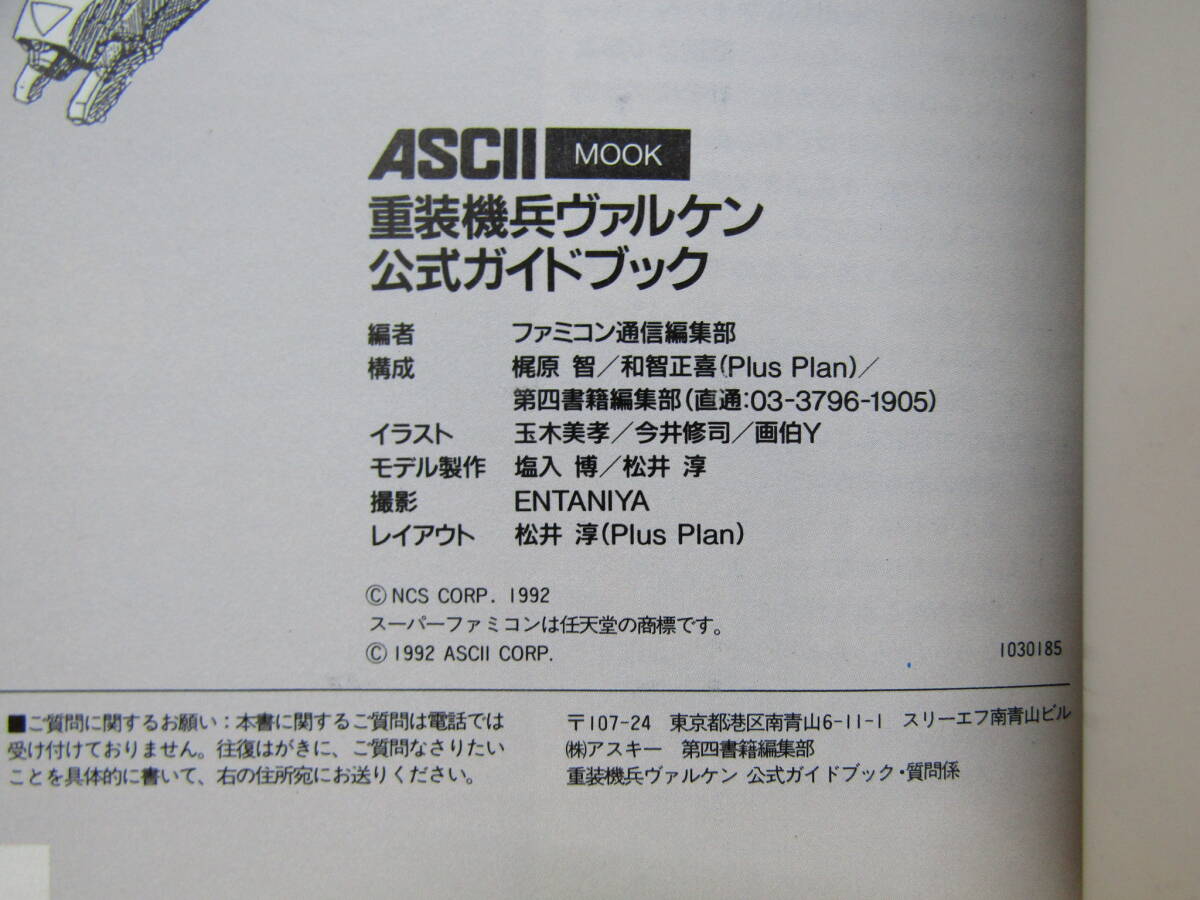 ASCII MOOK
重装機兵ヴァルケン
公式ガイドブック
編者 ファミコン通信編集部
構成 梶原 智／和智正喜(Plus Plan)／
第四書籍編集部(直通:03-3796-1905)
イラスト 玉木美孝／今井修司／画伯Y
モデル製作 塩入 博／松井 淳
撮影 ENTANIYA
レイアウト 松井 淳(Plus Plan)
Ⓒ NCS CORP. 1992
スーパーファミコンは任天堂の商標です。
Ⓒ 1992 ASCII CORP.
1030185
■ご質問に関するお願い：本書に関するご質問は電話では
受け付けておりません。往復はがきに、ご質問なさりたい
ことを具体的に書いて、右の住所宛にお送りください。
〒107-24 東京都港区南青山6-11-1 スリーエフ南青山ビル
㈱アスキー 第四書籍編集部
重装機兵ヴァルケン 公式ガイドブック・質問係